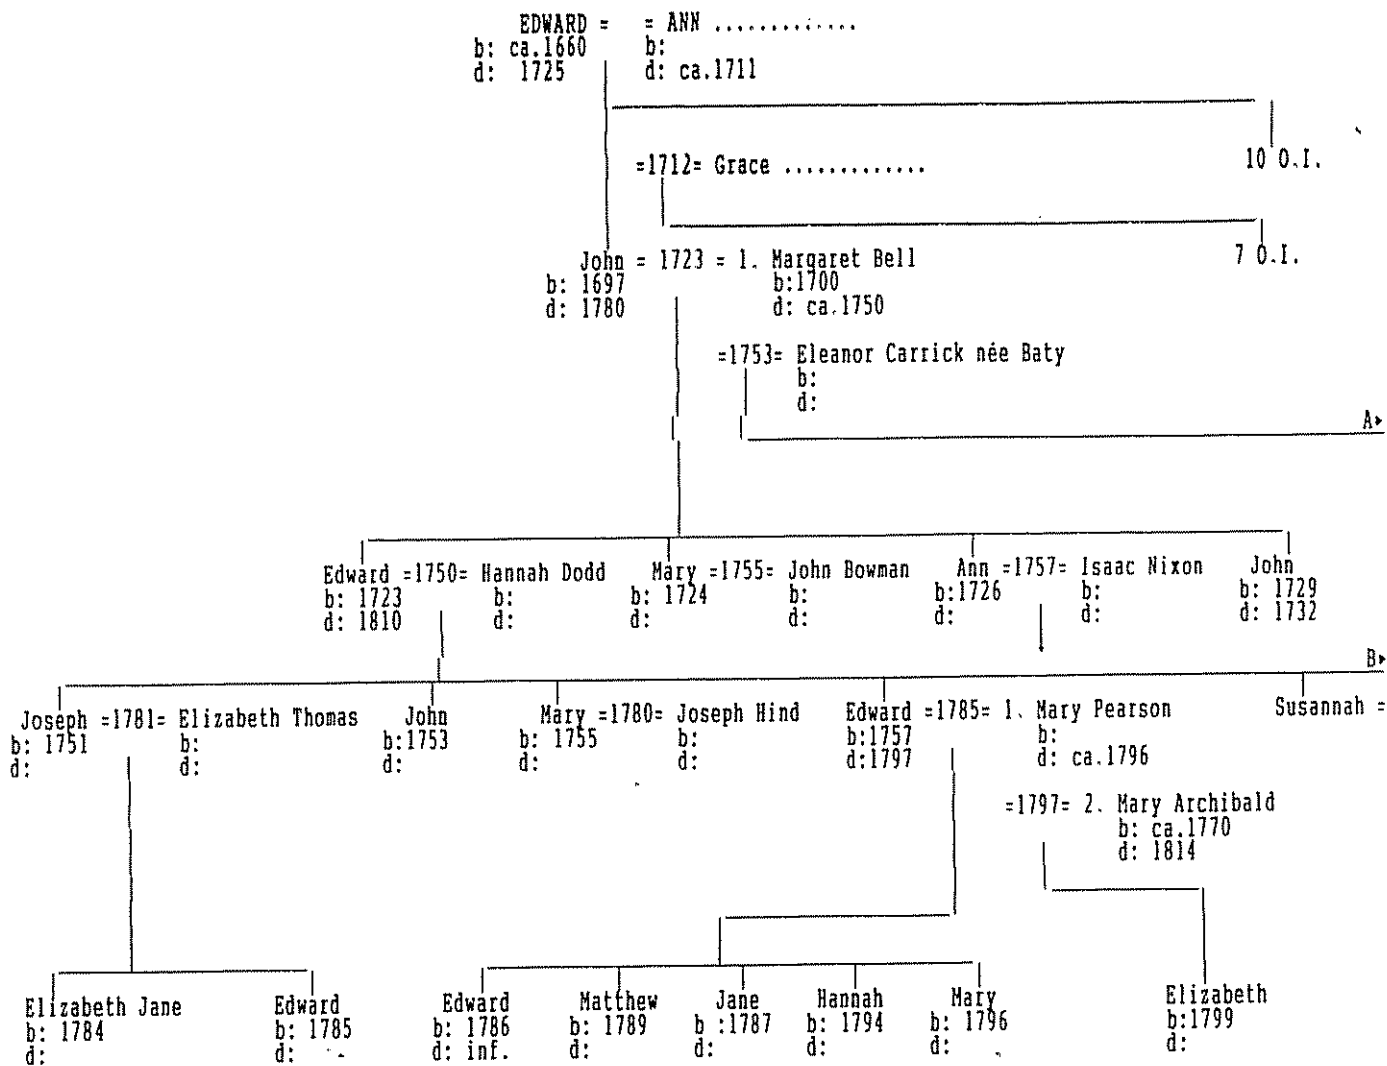 EDWARD = = ANN ..............
b: ca.1660 b:
d: 1725 d: ca.1711
=1712= Grace ............. 10 O.I.
John = 1723 = 1. Margaret Bell 7 O.I.
b: 1697 b:1700
d: 1780 d: ca.1750
=1753= Eleanor Carrick née Baty
b:
d:
A▸
Edward =1750= Hannah Dodd Mary =1755= John Bowman Ann =1757= Isaac Nixon John
b: 1723 b: b: 1724 b: b:1726 b: b: 1729
d: 1810 d: d: d: d: d: d: 1732
B▸
Joseph =1781= Elizabeth Thomas John Mary =1780= Joseph Hind Edward =1785= 1. Mary Pearson Susannah =
b: 1751 b: b:1753 b: 1755 b: b:1757 b:
d: d: d: d: d: d:1797 d: ca.1796
=1797= 2. Mary Archibald
b: ca.1770
d: 1814
Elizabeth Jane Edward Edward Matthew Jane Hannah Mary Elizabeth
b: 1784 b: 1785 b: 1786 b: 1789 b :1787 b: 1794 b: 1796 b:1799
d: d: d: inf. d: d: d: d: d: